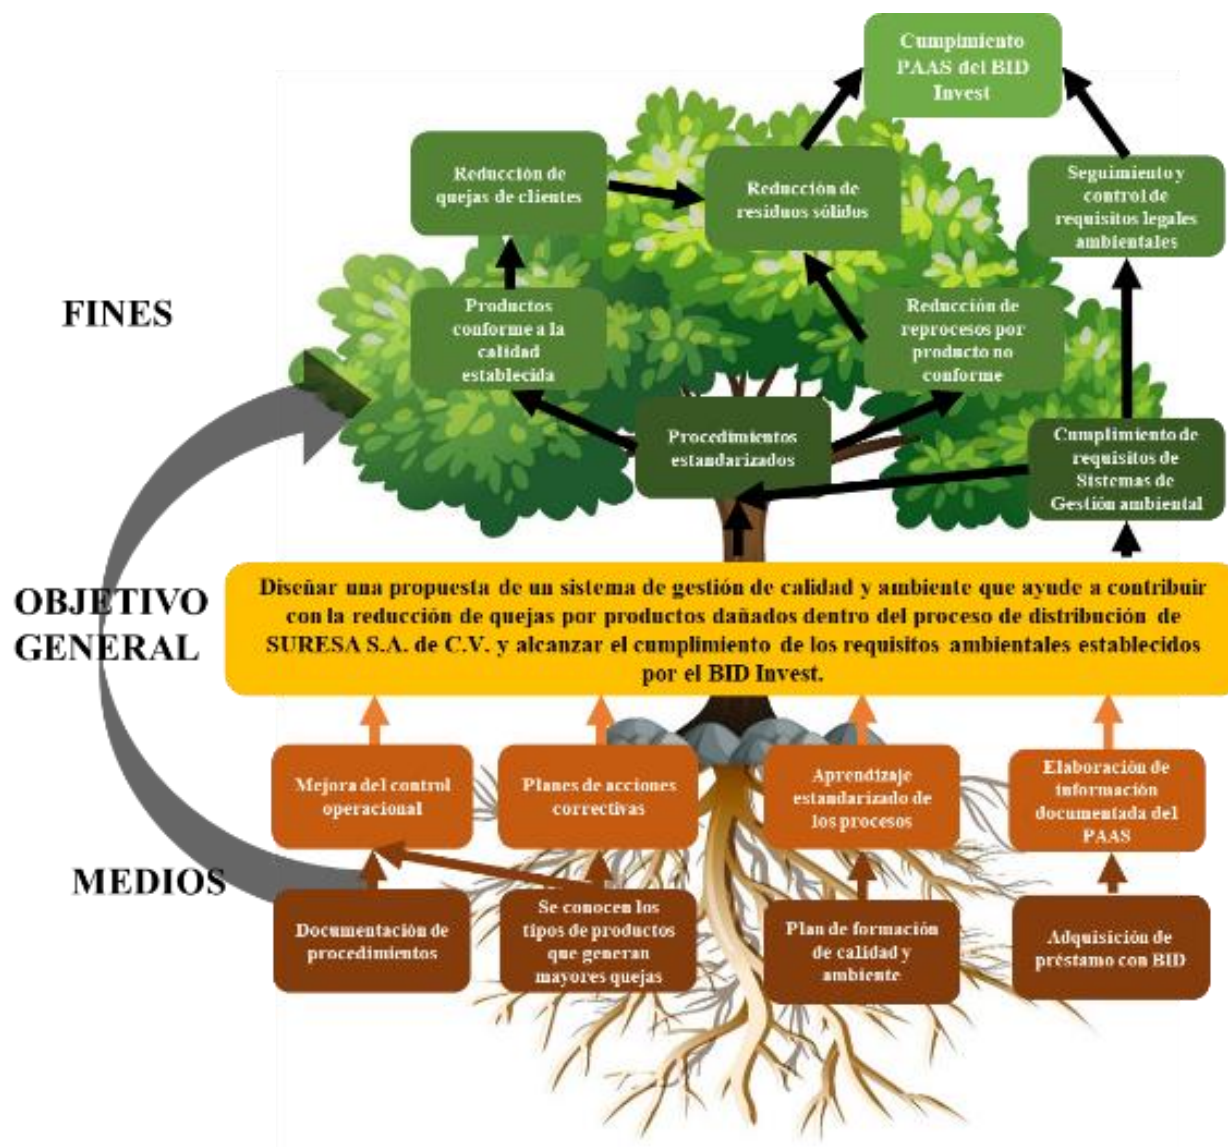 Cumpimiento
PAAS del BID
Invest
Reducción de
quejas de clientes
Reducción de
residuos sólidos
Seguimiento y
control de
requisitos legales
ambientales
FINES
Productos
conforme a la
calidad
establecida
Reducción de
reprocesos por
producto no
conforme
Procedimientos
estandarizados
Cumplimiento de
requisitos de
Sistemas de
Gestión ambiental
OBJETIVO
GENERAL
Diseñar una propuesta de un sistema de gestión de calidad y ambiente que ayude a contribuir
con la reducción de quejas por productos dañados dentro del proceso de distribución de
SURESA S.A. de C.V. y alcanzar el cumplimiento de los requisitos ambientales establecidos
por el BID Invest.
Mejora del control
operacional
Planes de acciones
correctivas
Aprendizaje
estandarizado de
los procesos
Elaboración de
información
documentada del
PAAS
MEDIOS
Documentación de
procedimientos
Se conocen los
tipos de productos
que generan
mayores quejas
Plan de formación
de calidad y
ambiente
Adquisición de
préstamo con BID